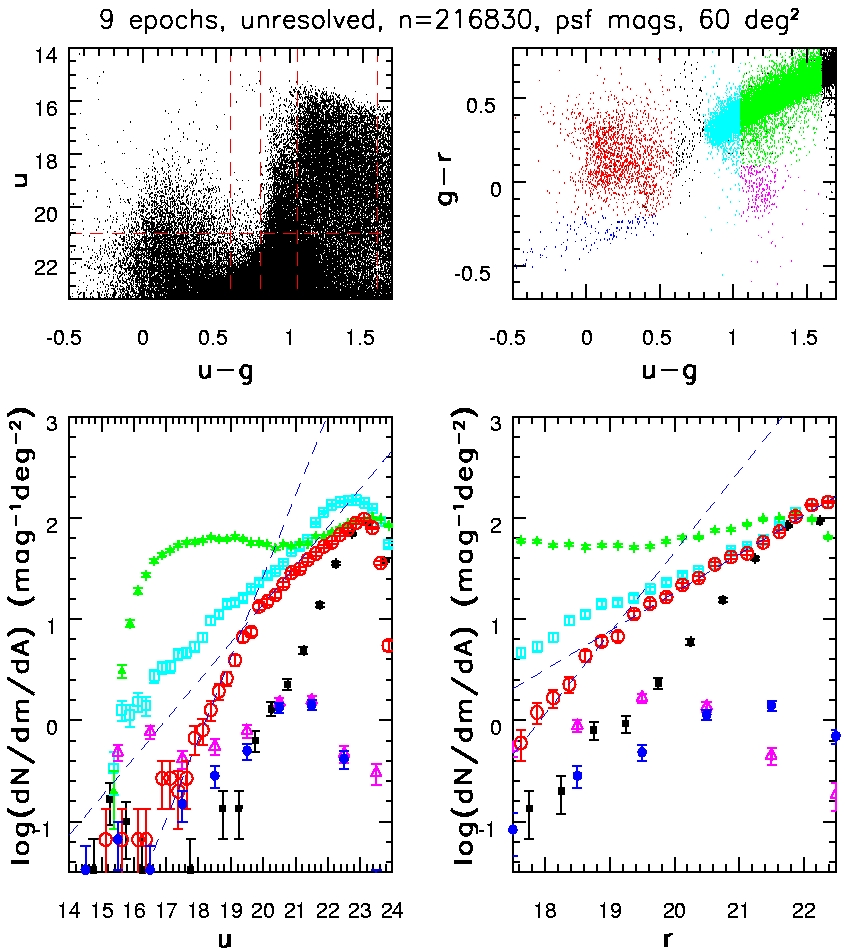 9 epochs, unresolved, n=216830, psf mags, 60 deg²
14
16
18
20
22
u
-0.5 0 0.5 1 1.5
u-g
0.5
0
-0.5
g-r
-0.5 0 0.5 1 1.5
u-g
3
2
1
0
-1
log(dN/dm/dA) (mag⁻¹deg⁻²)
14 15 16 17 18 19 20 21 22 23 24
u
3
2
1
0
-1
log(dN/dm/dA) (mag⁻¹deg⁻²)
18 19 20 21 22
r